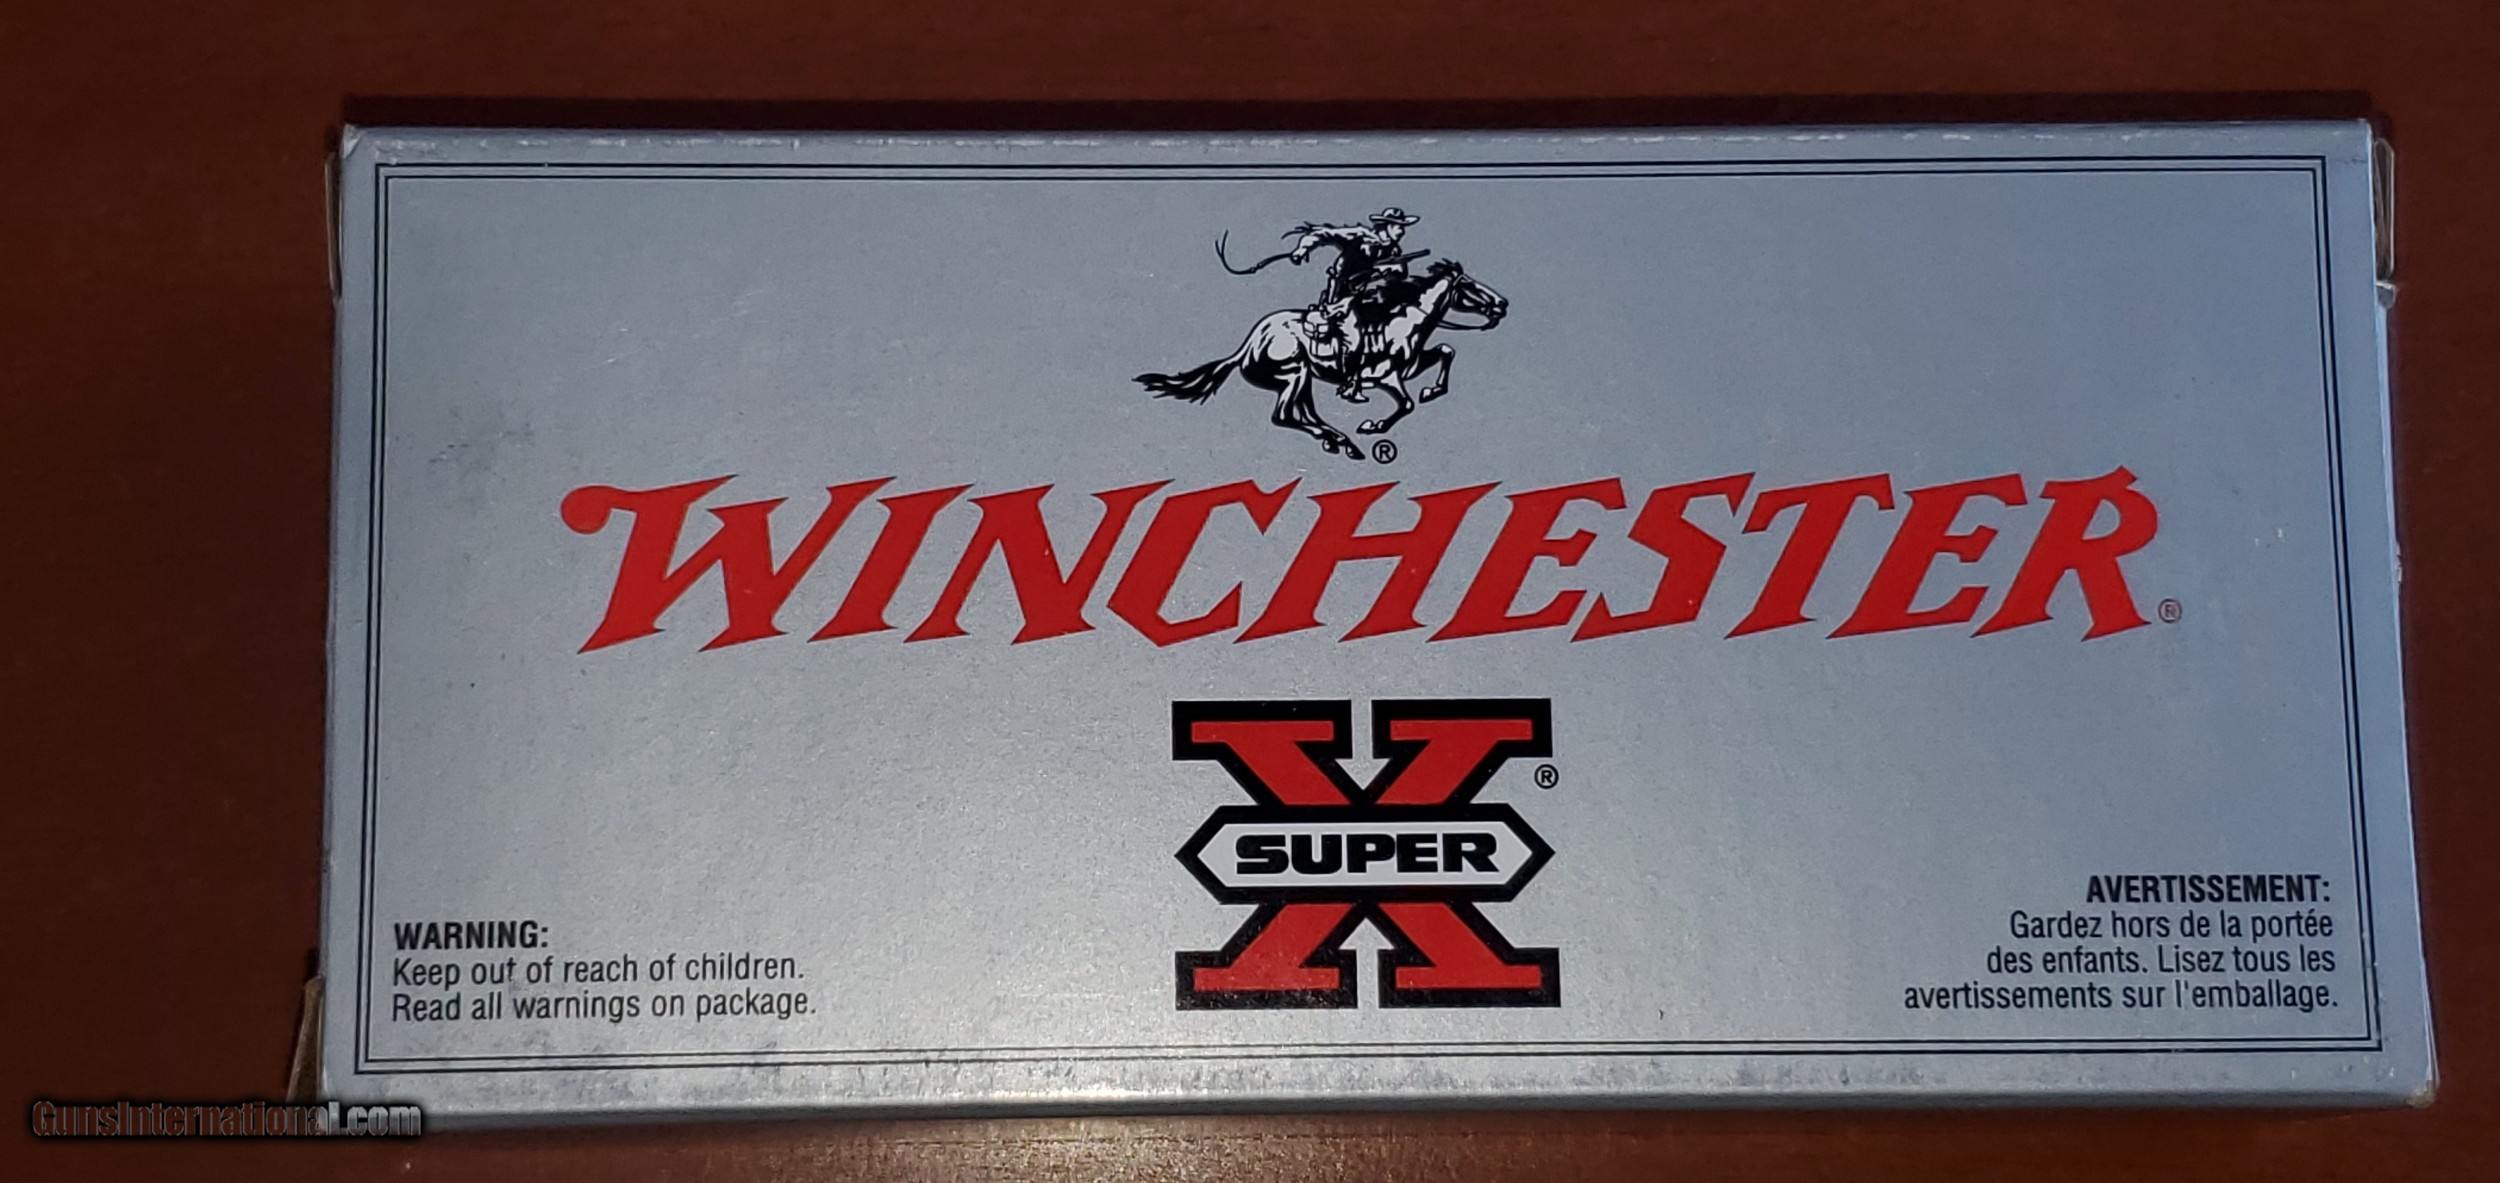 ®
WINCHESTER®
X®
SUPER
WARNING:
Keep out of reach of children.
Read all warnings on package.
AVERTISSEMENT:
Gardez hors de la portée
des enfants. Lisez tous les
avertissements sur l'emballage.
GunsInternational.com